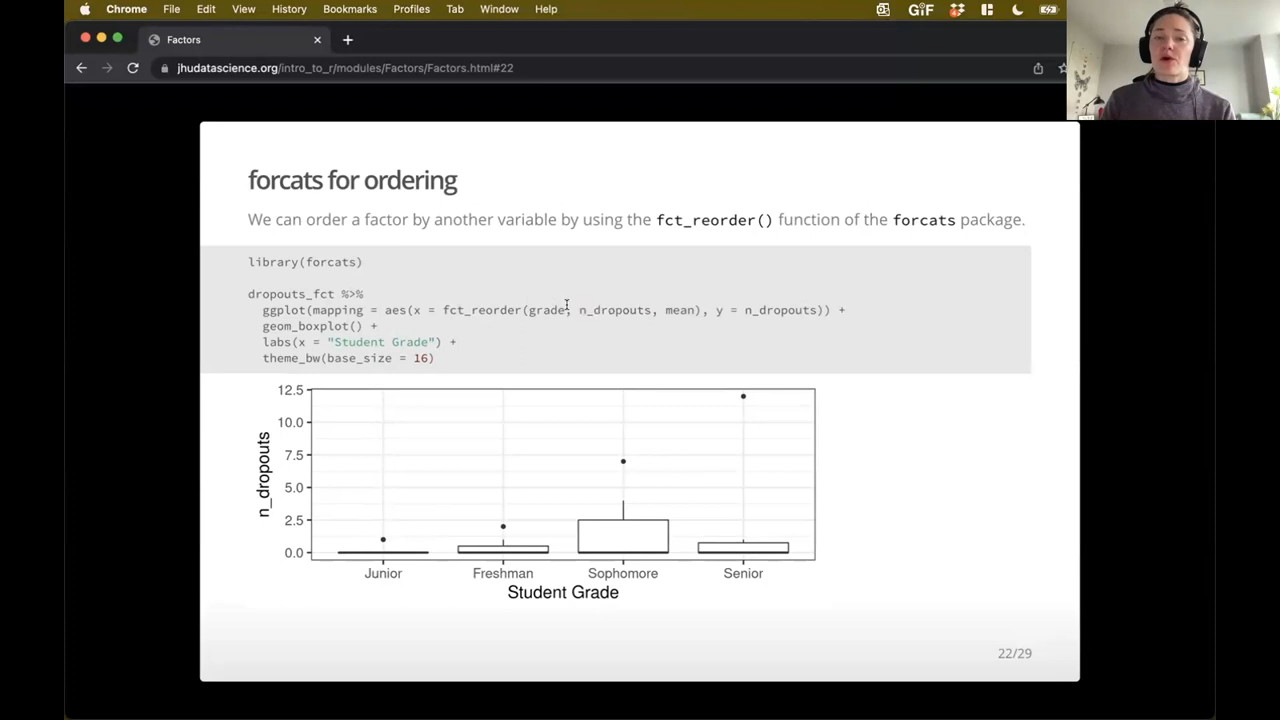 Chrome File Edit View History Bookmarks Profiles Tab Window Help GIF
Factors
jhudatascience.org/intro_to_r/modules/Factors/Factors.html#22
forcats for ordering
We can order a factor by another variable by using the fct_reorder() function of the forcats package.
library(forcats)
dropouts_fct %>%
ggplot(mapping = aes(x = fct_reorder(grade, n_dropouts, mean), y = n_dropouts)) +
geom_boxplot() +
labs(x = "Student Grade") +
theme_bw(base_size = 16)
12.5
10.0
7.5
5.0
2.5
0.0
n_dropouts
Junior Freshman Sophomore Senior
Student Grade
22/29